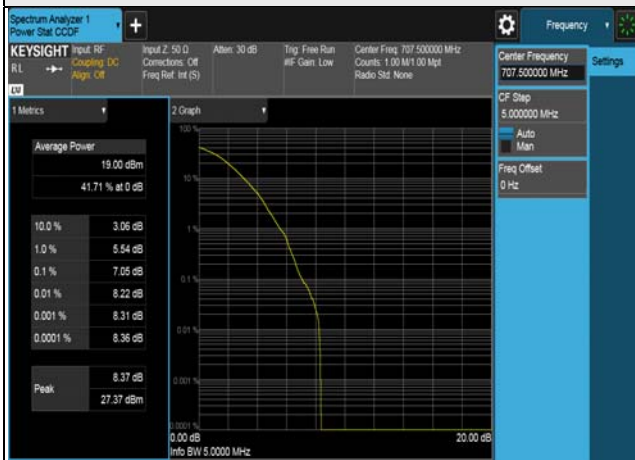 Spectrum Analyzer 1
Power Stat CCDF
Frequency
KEYSIGHT
RL
Input: RF
Coupling: DC
Align: Off
Input Z: 50 Ω
Corrections: Off
Freq Ref: Int (S)
Atten: 30 dB
Trig: Free Run
#IF Gain: Low
Center Freq: 707.500000 MHz
Counts: 1.00 M/1.00 Mpt
Radio Std: None
LXI
1 Metrics
Average Power
19.00 dBm
41.71 % at 0 dB
10.0 % 3.06 dB
1.0 % 5.54 dB
0.1 % 7.05 dB
0.01 % 8.22 dB
0.001 % 8.31 dB
0.0001 % 8.36 dB
Peak
8.37 dB
27.37 dBm
2 Graph
100 %
10 %
1 %
0.1 %
0.01 %
0.001 %
0.0001 %
0.00 dB
20.00 dB
Info BW 5.0000 MHz
Center Frequency
707.500000 MHz
Settings
CF Step
5.000000 MHz
Auto
Man
Freq Offset
0 Hz